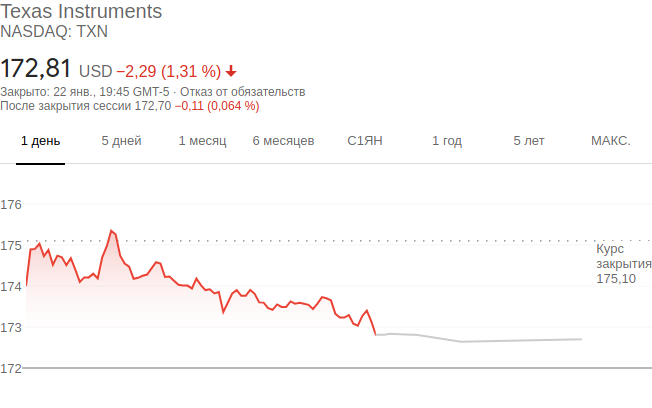 Texas Instruments
NASDAQ: TXN
172,81 USD −2,29 (1,31 %)
Закрыто: 22 янв., 19:45 GMT-5 · Отказ от обязательств
После закрытия сессии 172,70 −0,11 (0,064 %)
1 день 5 дней 1 месяц 6 месяцев С1ЯН 1 год 5 лет МАКС.
176
175
Курс
закрытия
175,10
174
173
172